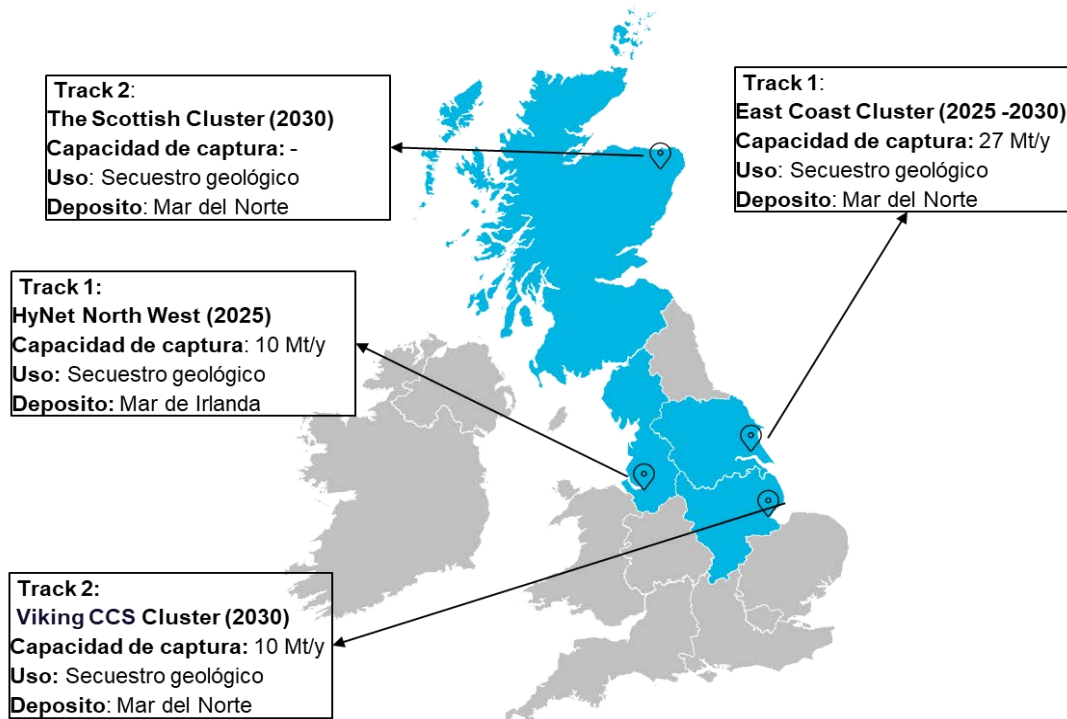 Track 2:
The Scottish Cluster (2030)
Capacidad de captura: -
Uso: Secuestro geológico
Deposito: Mar del Norte
Track 1:
East Coast Cluster (2025 -2030)
Capacidad de captura: 27 Mt/y
Uso: Secuestro geológico
Deposito: Mar del Norte
Track 1:
HyNet North West (2025)
Capacidad de captura: 10 Mt/y
Uso: Secuestro geológico
Deposito: Mar de Irlanda
Track 2:
Viking CCS Cluster (2030)
Capacidad de captura: 10 Mt/y
Uso: Secuestro geológico
Deposito: Mar del Norte